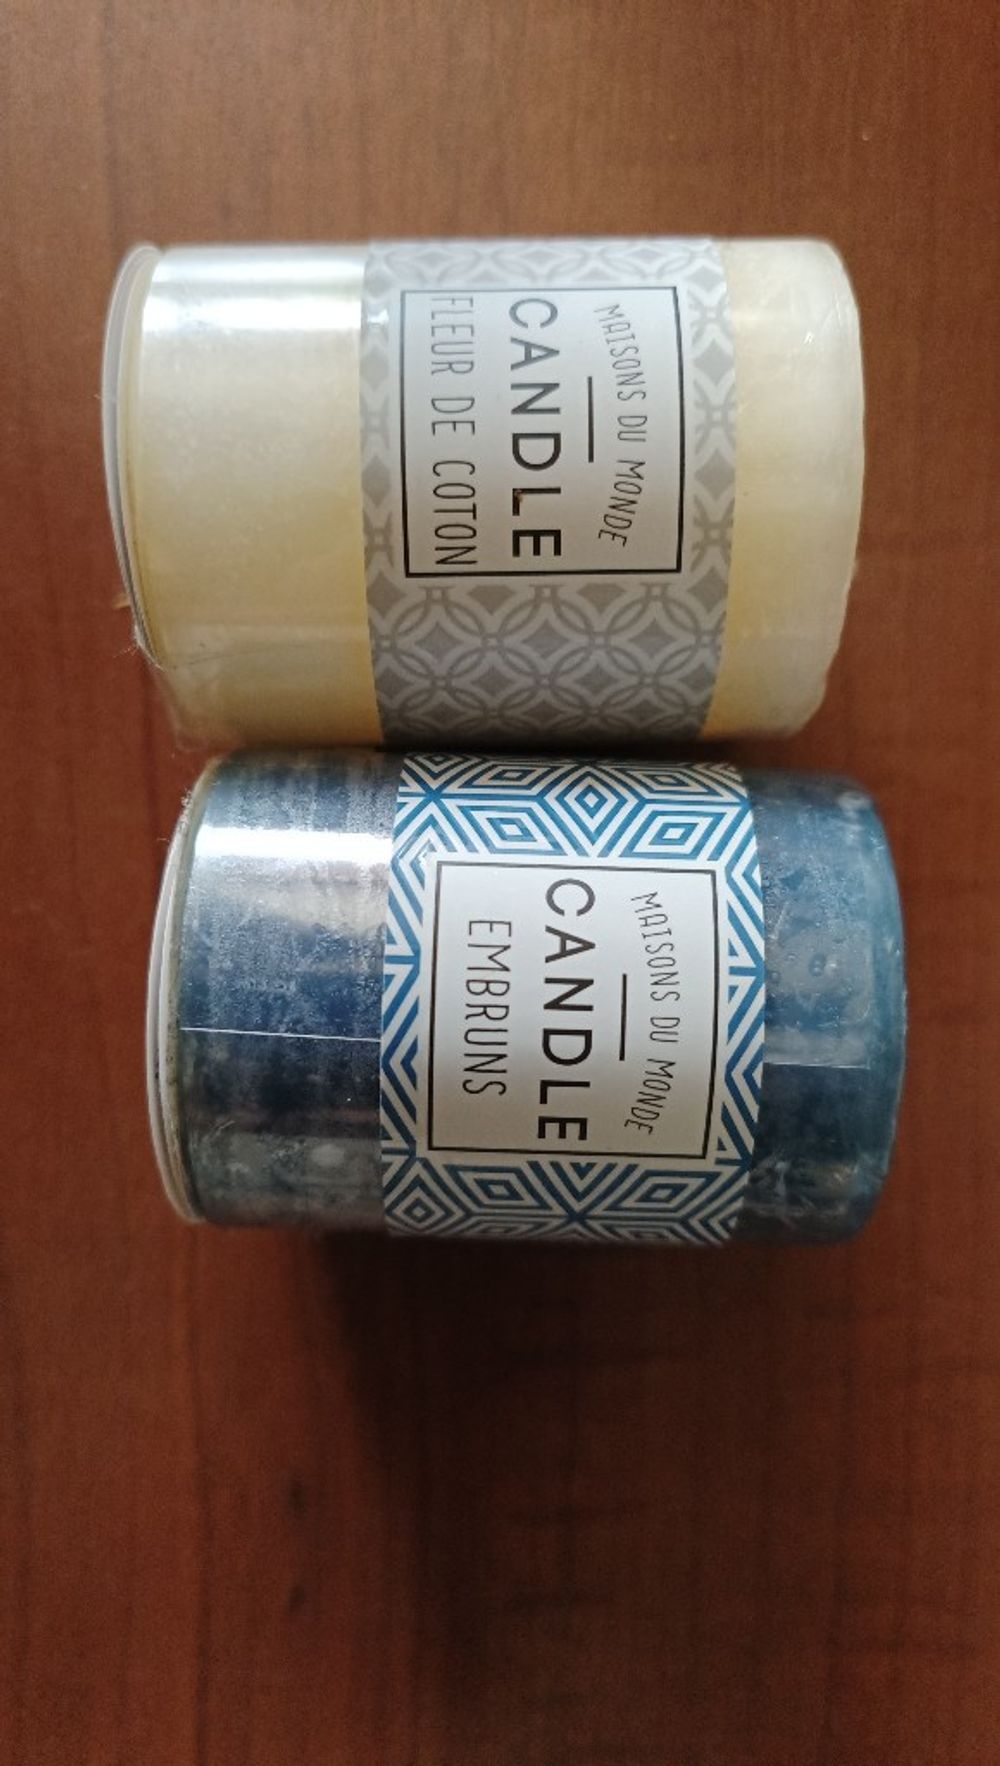 MAISONS DU MONDE
CANDLE
FLEUR DE COTON
MAISONS DU MONDE
CANDLE
EMBRUNS